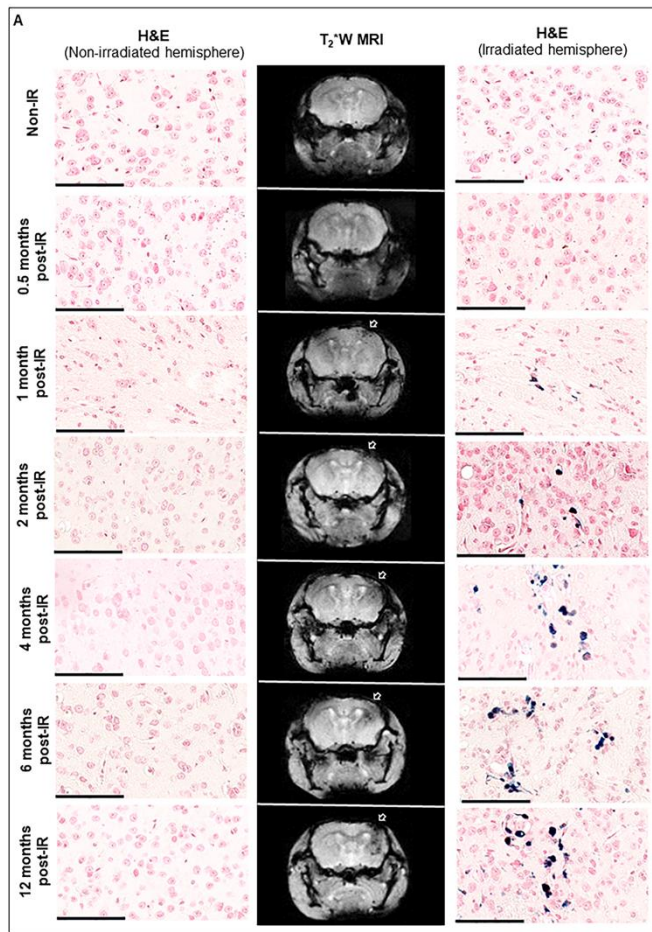 A
H&E
(Non-irradiated hemisphere)
T2*W MRI
H&E
(Irradiated hemisphere)
Non-IR
0.5 months
post-IR
1 month
post-IR
2 months
post-IR
4 months
post-IR
6 months
post-IR
12 months
post-IR